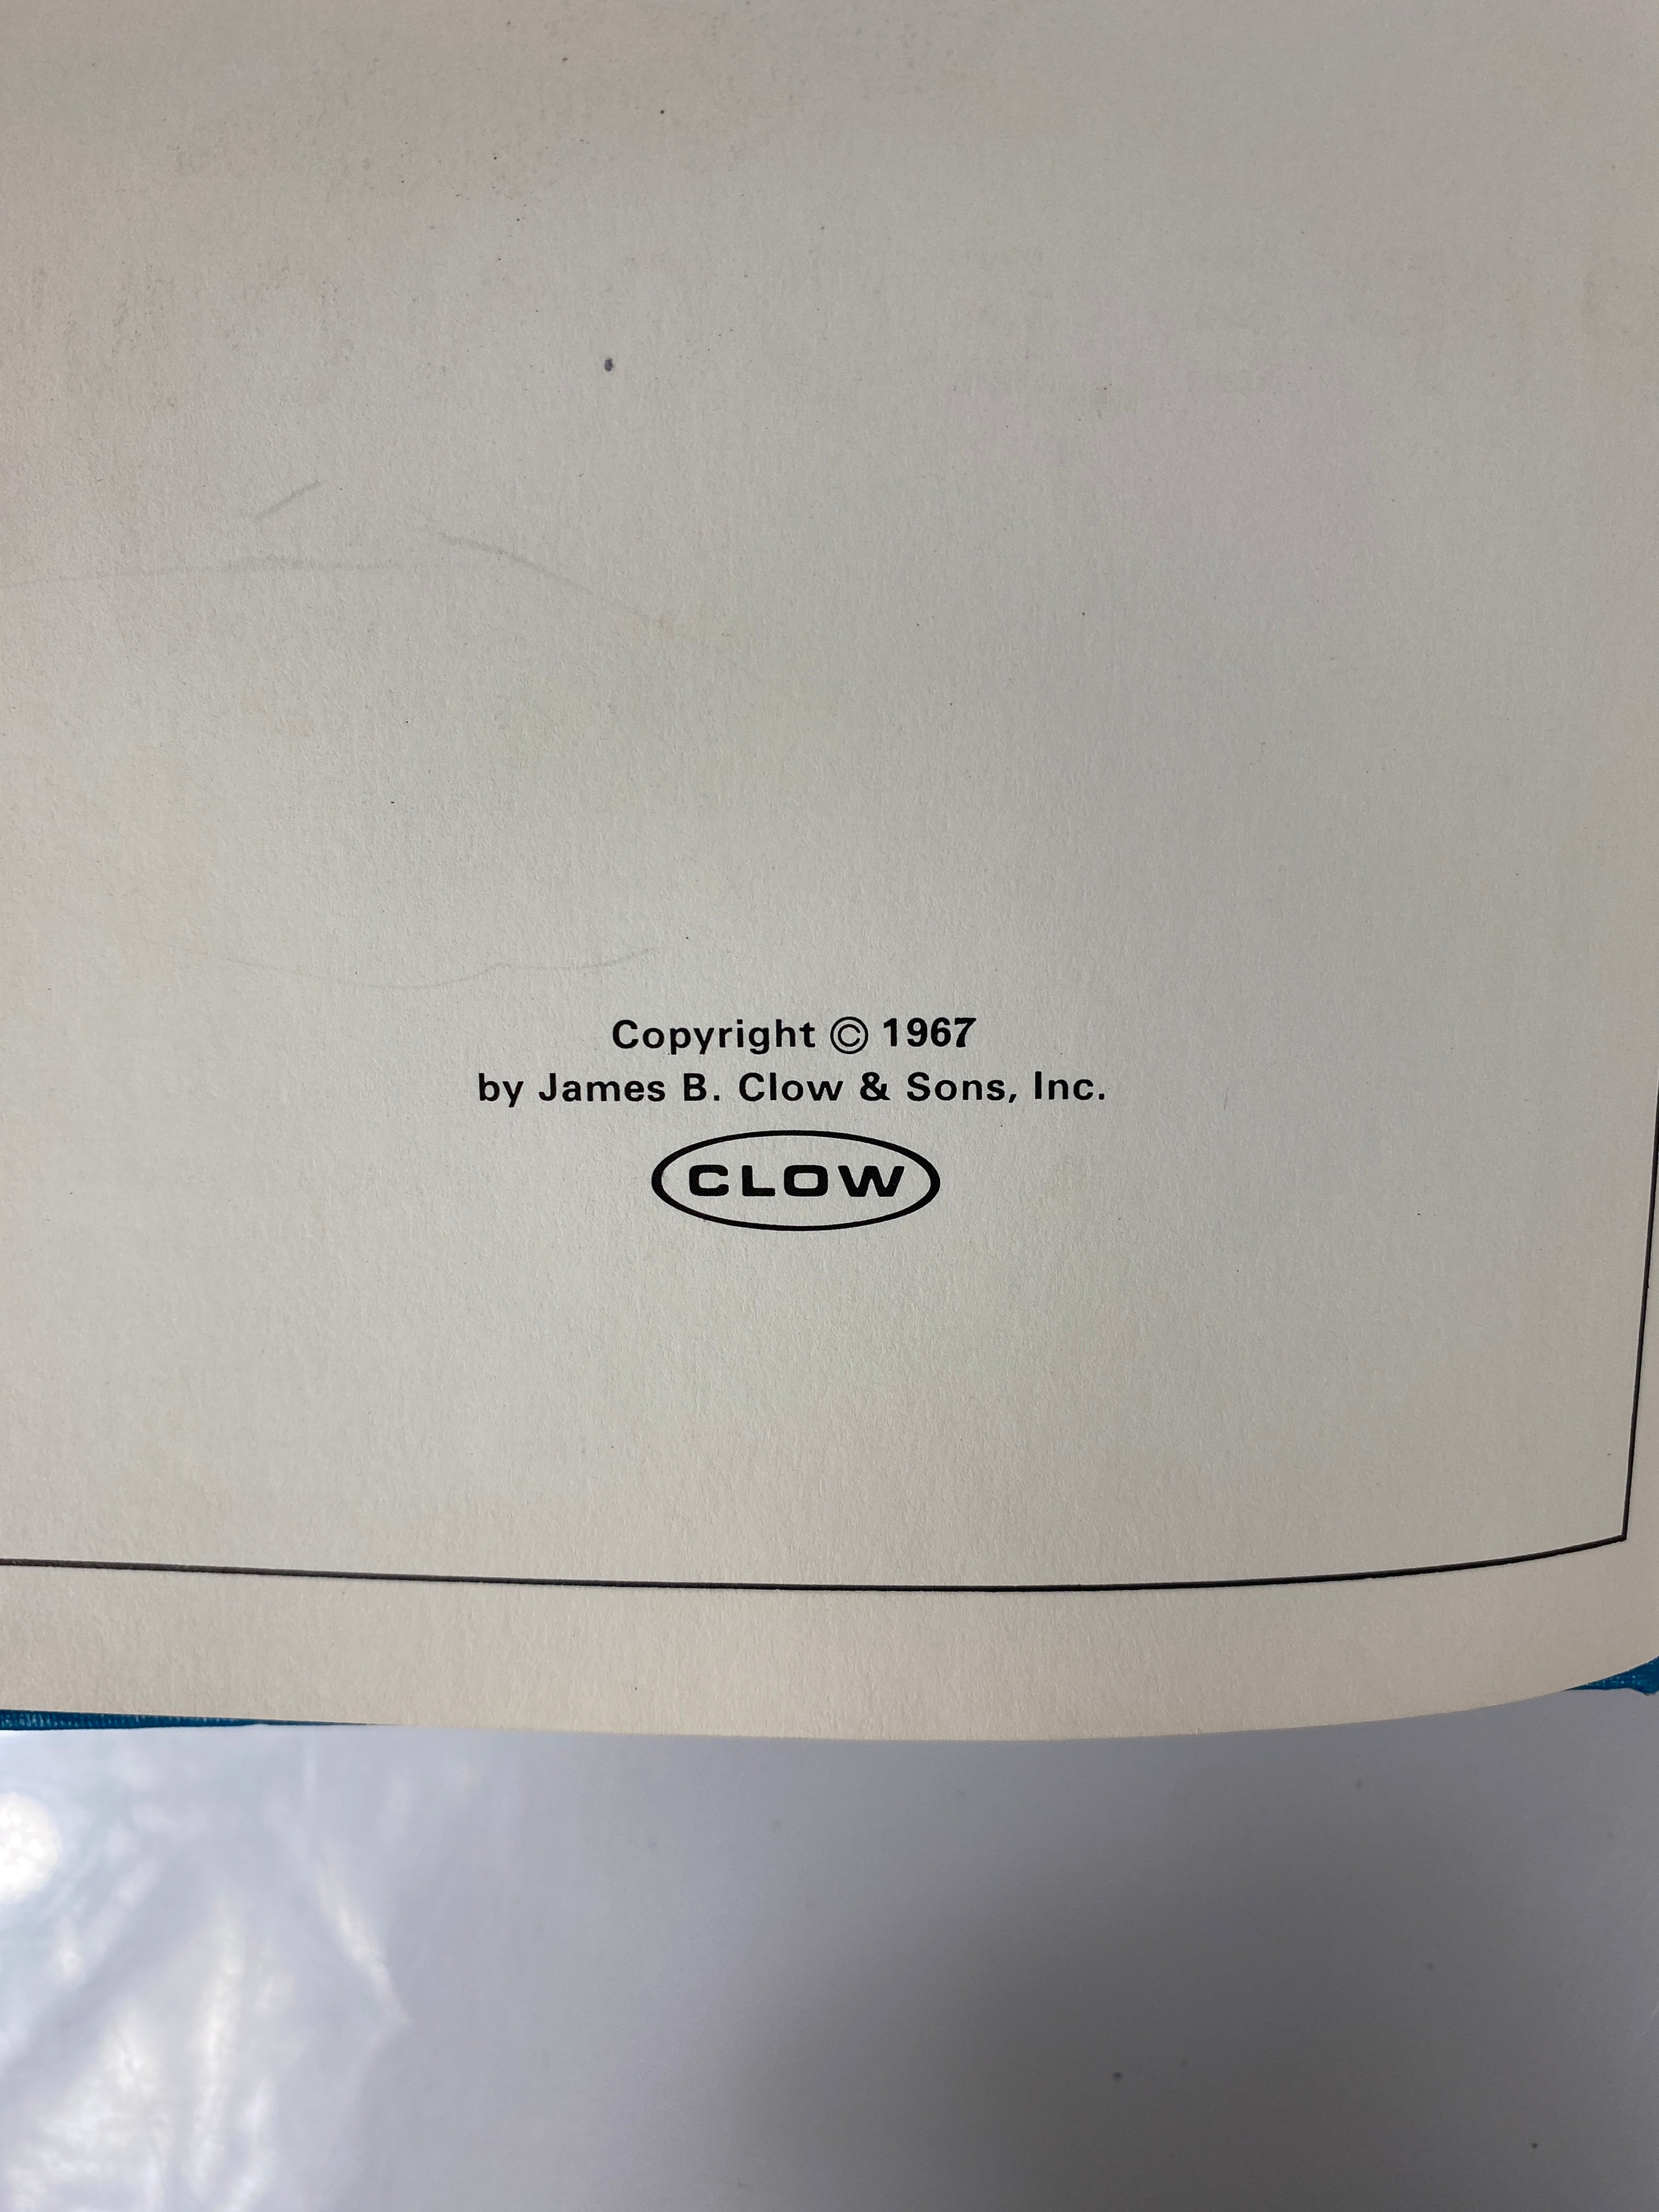 Copyright © 1967
by James B. Clow & Sons, Inc.
CLOW